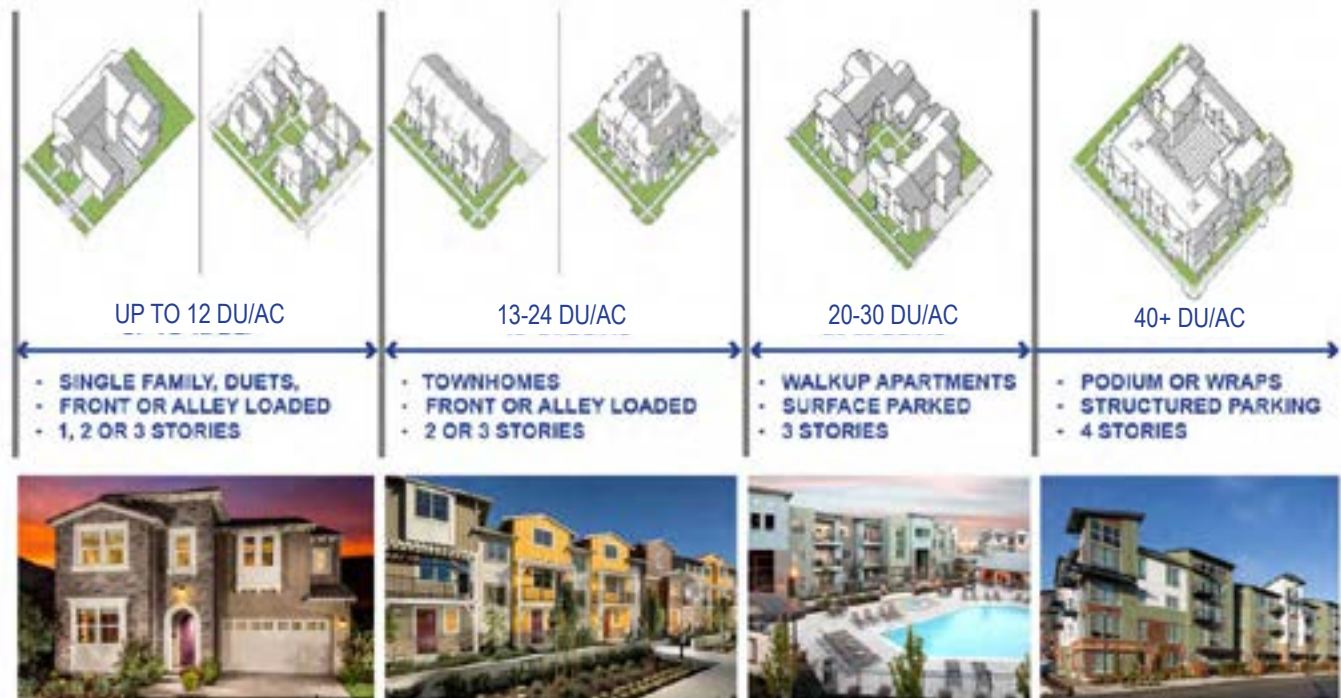 UP TO 12 DU/AC
13-24 DU/AC
20-30 DU/AC
40+ DU/AC
· SINGLE FAMILY, DUETS,
· FRONT OR ALLEY LOADED
· 1, 2 OR 3 STORIES
· TOWNHOMES
· FRONT OR ALLEY LOADED
· 2 OR 3 STORIES
· WALKUP APARTMENTS
· SURFACE PARKED
· 3 STORIES
· PODIUM OR WRAPS
· STRUCTURED PARKING
· 4 STORIES